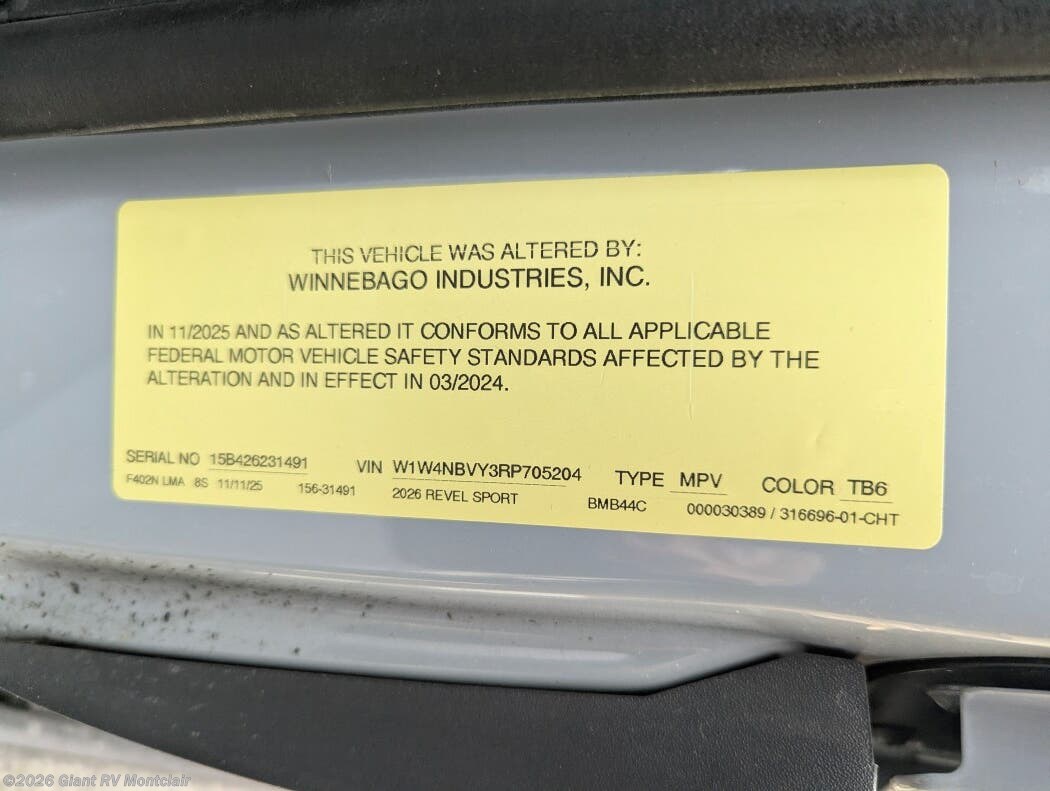 THIS VEHICLE WAS ALTERED BY:
WINNEBAGO INDUSTRIES, INC.
IN 11/2025 AND AS ALTERED IT CONFORMS TO ALL APPLICABLE
FEDERAL MOTOR VEHICLE SAFETY STANDARDS AFFECTED BY THE
ALTERATION AND IN EFFECT IN 03/2024.
SERIAL NO 15B426231491 VIN W1W4NBVY3RP705204 TYPE MPV COLOR TB6
F402N LMA 8S 11/11/25 156-31491 2026 REVEL SPORT BMB44C 000030389 / 316696-01-CHT
©2026 Giant RV Montclair